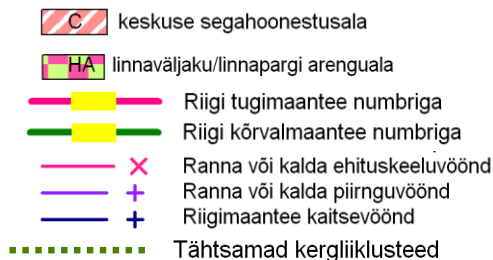 C keskuse segahoonestusala
HA linnaväljaku/linnapargi arenguala
Riigi tugimaantee numbriga
Riigi kõrvalmaantee numbriga
Ranna või kalda ehituskeeluvöönd
Ranna või kalda piirnguvöönd
Riigimaantee kaitsevöönd
Tähtsamad kergliiklusteed